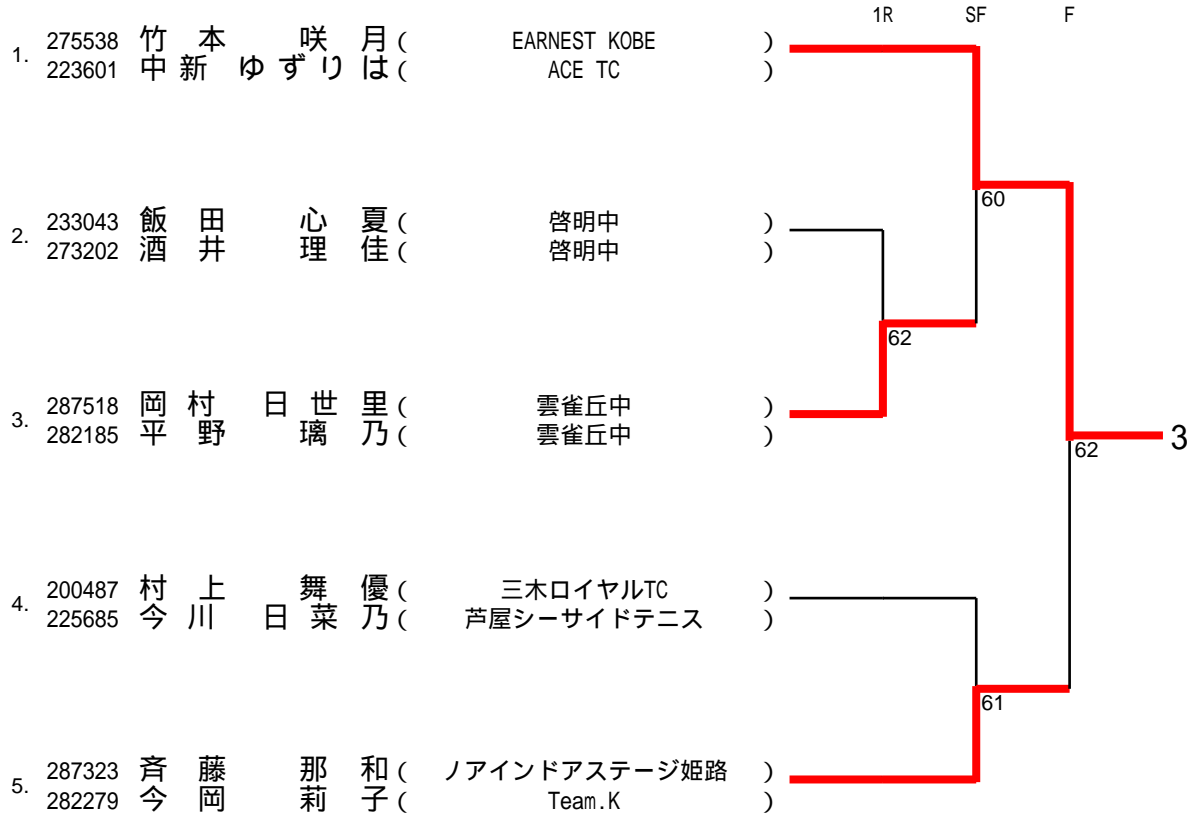 1R SF F
1. 275538 竹本 咲月 ( EARNEST KOBE )
223601 中新 ゆずりは ( ACE TC )
60
2. 233043 飯田 心夏 ( 啓明中 )
273202 酒井 理佳 ( 啓明中 )
62
3. 287518 岡村 日世里 ( 雲雀丘中 )
282185 平野 璃乃 ( 雲雀丘中 )
62 3
4. 200487 村上 舞優 ( 三木ロイヤルTC )
225685 今川 日菜乃 ( 芦屋シーサイドテニス )
61
5. 287323 斉藤 那和 ( ノアインドアステージ姫路 )
282279 今岡 莉子 ( Team.K )